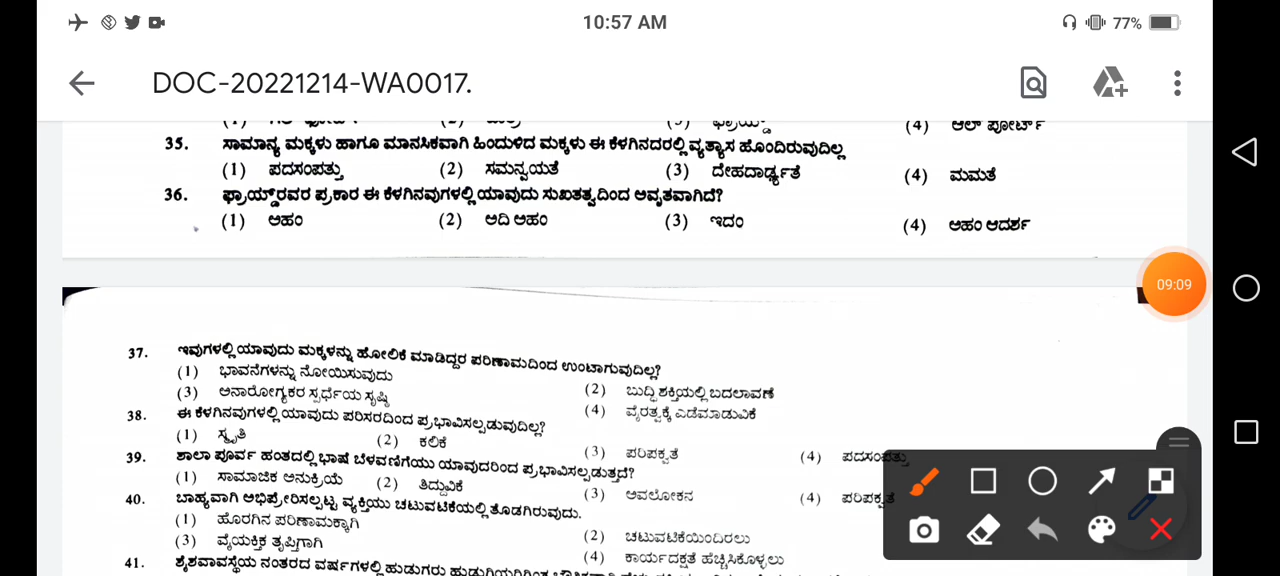 10:57 AM
77%
DOC-20221214-WA0017.
(4) ಆಲ್ ಪೋರ್ಟ್
35. ಸಾಮಾನ್ಯ ಮಕ್ಕಳು ಹಾಗೂ ಮಾನಸಿಕವಾಗಿ ಹಿಂದುಳಿದ ಮಕ್ಕಳು ಈ ಕೆಳಗಿನದರಲ್ಲಿ ವ್ಯತ್ಯಾಸ ಹೊಂದಿರುವುದಿಲ್ಲ
(1) ಪದಸಂಪತ್ತು (2) ಸಮನ್ವಯತೆ (3) ದೇಹದಾರ್ಢ್ಯತೆ (4) ಮಮತೆ
36. ಫ್ರಾಯ್ಡ್‌ರವರ ಪ್ರಕಾರ ಈ ಕೆಳಗಿನವುಗಳಲ್ಲಿ ಯಾವುದು ಸುಖತತ್ವದಿಂದ ಆವೃತವಾಗಿದೆ?
(1) ಅಹಂ (2) ಅದಿ ಅಹಂ (3) ಇದಂ (4) ಅಹಂ ಆದರ್ಶ
09:09
37. ಇವುಗಳಲ್ಲಿ ಯಾವುದು ಮಕ್ಕಳನ್ನು ಹೋಲಿಕೆ ಮಾಡಿದ್ದರ ಪರಿಣಾಮದಿಂದ ಉಂಟಾಗುವುದಿಲ್ಲ?
(1) ಭಾವನೆಗಳನ್ನು ನೋಯಿಸುವುದು (2) ಬುದ್ಧಿ ಶಕ್ತಿಯಲ್ಲಿ ಬದಲಾವಣೆ
(3) ಅನಾರೋಗ್ಯಕರ ಸ್ಪರ್ಧೆಯ ಸೃಷ್ಠಿ (4) ವೈರತ್ವಕ್ಕೆ ಎಡೆಮಾಡುವಿಕೆ
38. ಈ ಕೆಳಗಿನವುಗಳಲ್ಲಿ ಯಾವುದು ಪರಿಸರದಿಂದ ಪ್ರಭಾವಿಸಲ್ಪಡುವುದಿಲ್ಲ?
(1) ಸ್ಮೃತಿ (2) ಕಲಿಕೆ (3) ಪರಿಪಕ್ವತೆ (4) ಪದಸಂಪತ್ತು
39. ಶಾಲಾ ಪೂರ್ವ ಹಂತದಲ್ಲಿ ಭಾಷೆ ಬೆಳವಣಿಗೆಯು ಯಾವುದರಿಂದ ಪ್ರಭಾವಿಸಲ್ಪಡುತ್ತದೆ?
(1) ಸಾಮಾಜಿಕ ಅನುಕ್ರಿಯೆ (2) ತಿದ್ದುವಿಕೆ (3) ಅವಲೋಕನ (4) ಪರಿಪಕ್ವತೆ
40. ಬಾಹ್ಯವಾಗಿ ಅಭಿಪ್ರೇರಿಸಲ್ಪಟ್ಟ ವ್ಯಕ್ತಿಯು ಚಟುವಟಿಕೆಯಲ್ಲಿ ತೊಡಗಿರುವುದು.
(1) ಹೊರಗಿನ ಪರಿಣಾಮಕ್ಕಾಗಿ (2) ಚಟುವಟಿಕೆಯಿಂದಿರಲು
(3) ವೈಯಕ್ತಿಕ ತೃಪ್ತಿಗಾಗಿ (4) ಕಾರ್ಯದಕ್ಷತೆ ಹೆಚ್ಚಿಸಿಕೊಳ್ಳಲು
41. ಶೈಶವಾವಸ್ಥೆಯ ನಂತರದ ವರ್ಷಗಳಲ್ಲಿ ಹುಡುಗರು